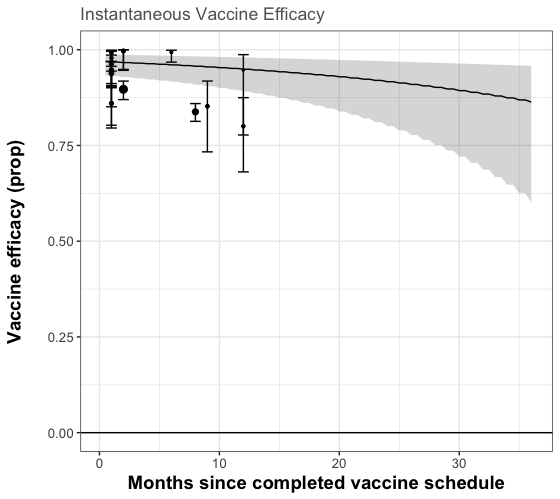 Instantaneous Vaccine Efficacy
Vaccine efficacy (prop)
1.00
0.75
0.50
0.25
0.00
0 10 20 30
Months since completed vaccine schedule